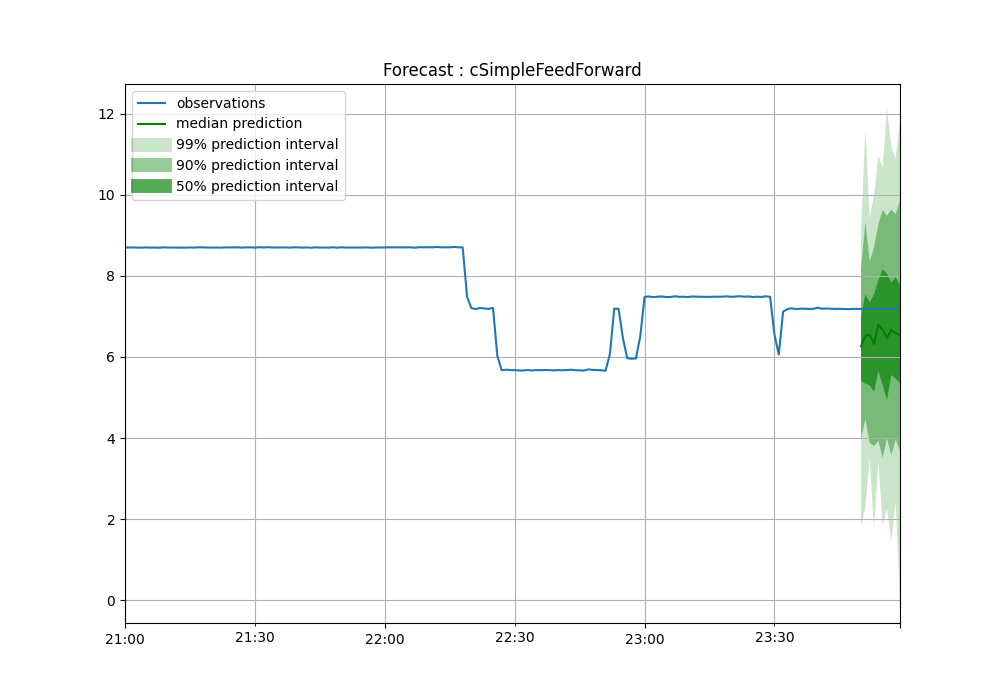 Forecast : cSimpleFeedForward
observations
median prediction
99% prediction interval
90% prediction interval
50% prediction interval
12
10
8
6
4
2
0
21:00
21:30
22:00
22:30
23:00
23:30